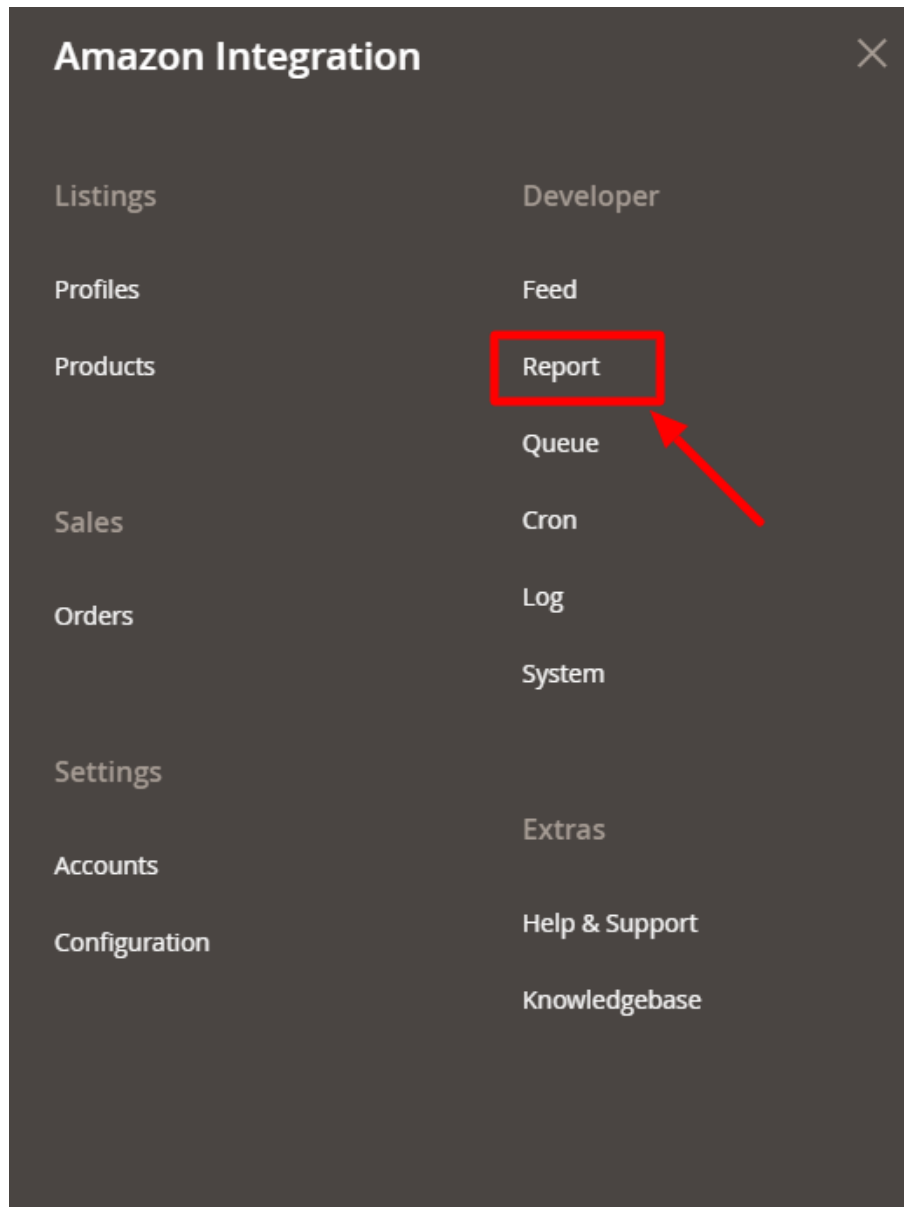 Amazon Integration
Listings
Profiles
Products
Sales
Orders
Settings
Accounts
Configuration
Developer
Feed
Report
Queue
Cron
Log
System
Extras
Help & Support
Knowledgebase